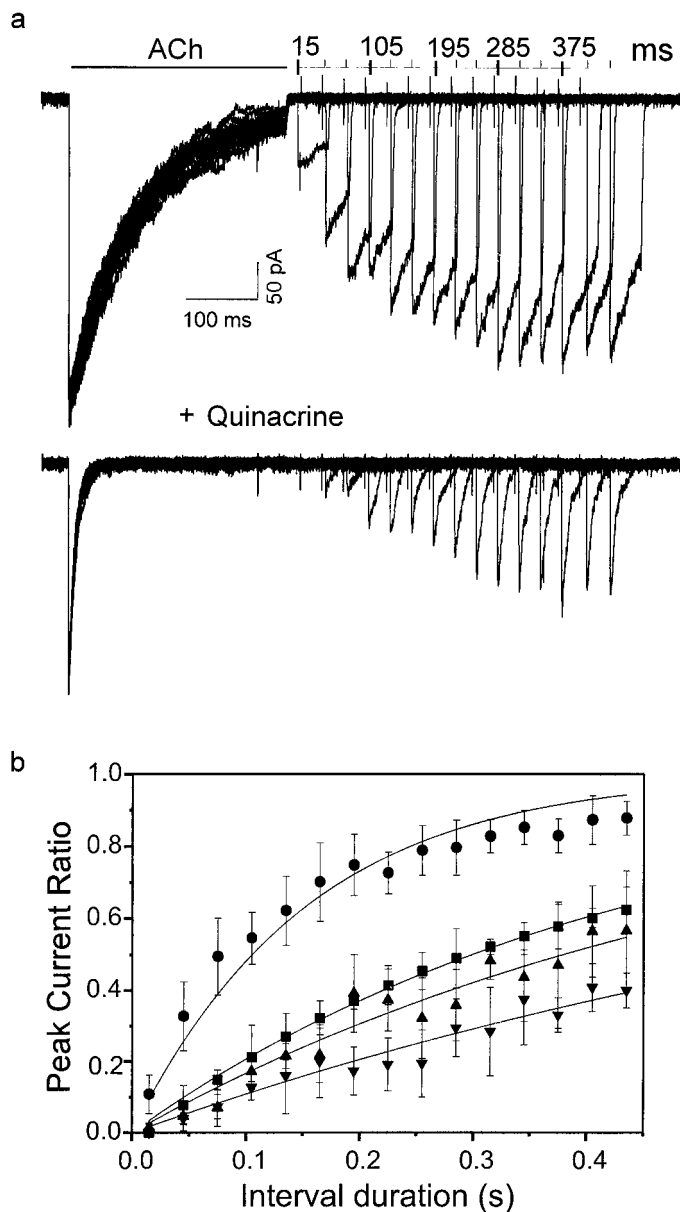 a
ACh
15 105 195 285 375 ms
50 pA
100 ms
+ Quinacrine
b
1.0
0.8
0.6
0.4
0.2
0.0
Peak Current Ratio
0.0 0.1 0.2 0.3 0.4
Interval duration (s)